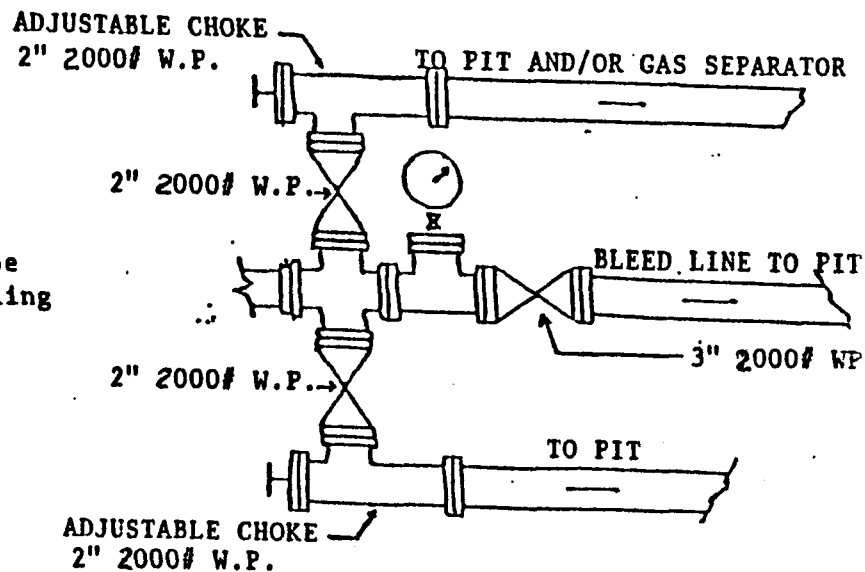 ADJUSTABLE CHOKE
2" 2000# W.P.
TO PIT AND/OR GAS SEPARATOR
2" 2000# W.P.
BLEED LINE TO PIT
3" 2000# WP
2" 2000# W.P.
TO PIT
ADJUSTABLE CHOKE
2" 2000# W.P.